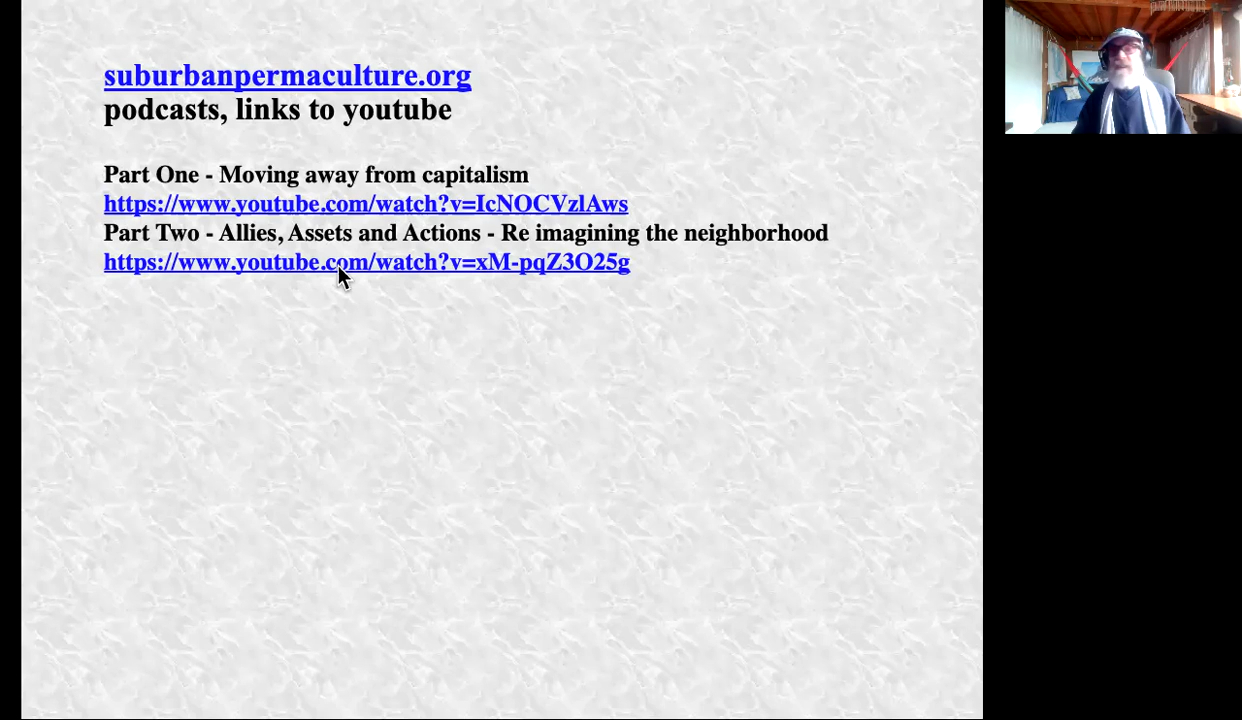 suburbanpermaculture.org
podcasts, links to youtube
Part One - Moving away from capitalism
https://www.youtube.com/watch?v=IcNOCVzlAws
Part Two - Allies, Assets and Actions - Re imagining the neighborhood
https://www.youtube.com/watch?v=xM-pqZ3O25g